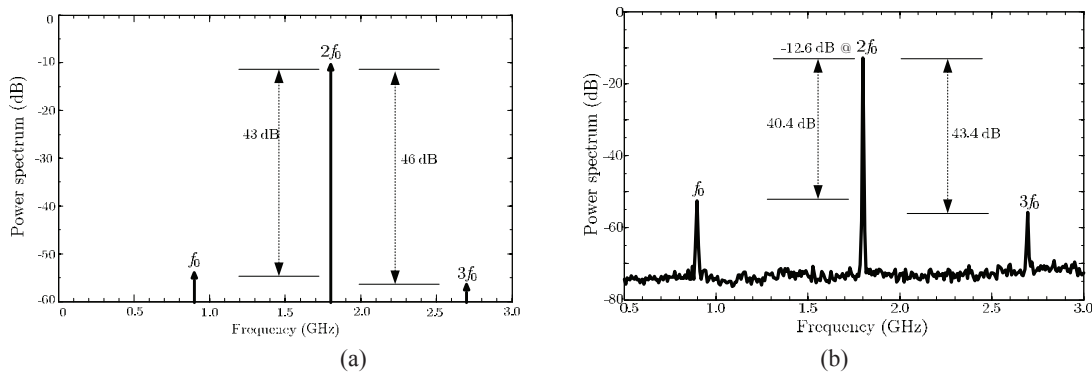 0
-10
-20
-30
-40
-50
-60
Power spectrum (dB)
2f₀
43 dB
46 dB
f₀
3f₀
0 1.0 1.5 2.0 2.5 3.0
Frequency (GHz)
(a)
0
-20
-40
-60
-80
Power spectrum (dB)
-12.6 dB @ 2f₀
40.4 dB
43.4 dB
f₀
3f₀
0.5 1.0 1.5 2.0 2.5 3.0
Frequency (GHz)
(b)